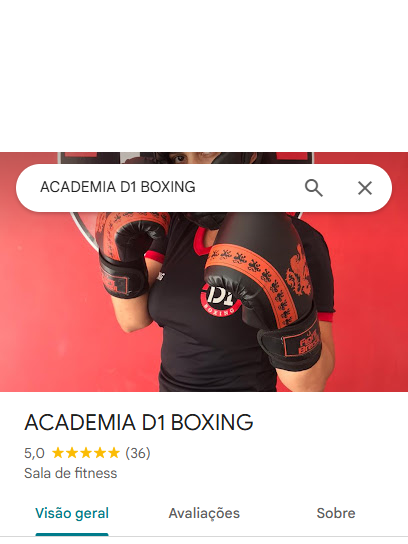 ACADEMIA D1 BOXING
D1
BOXING
ACADEMIA D1 BOXING
5,0 ★★★★★ (36)
Sala de fitness
Visão geral Avaliações Sobre